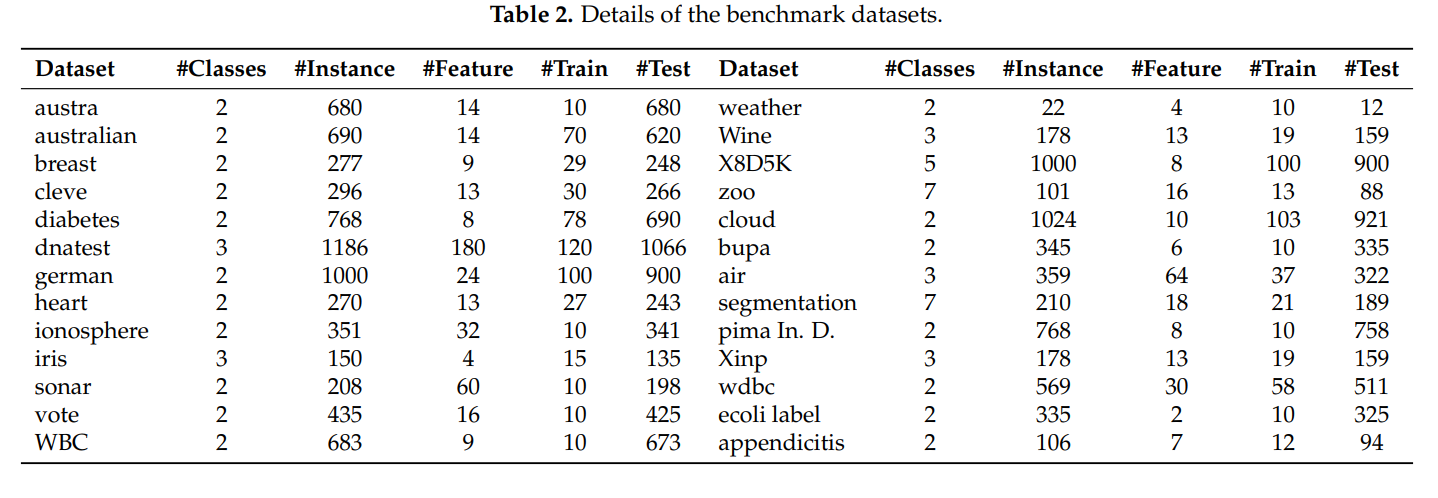 Table 2. Details of the benchmark datasets.
Dataset #Classes #Instance #Feature #Train #Test Dataset #Classes #Instance #Feature #Train #Test
austra 2 680 14 10 680 weather 2 22 4 10 12
australian 2 690 14 70 620 Wine 3 178 13 19 159
breast 2 277 9 29 248 X8D5K 5 1000 8 100 900
cleve 2 296 13 30 266 zoo 7 101 16 13 88
diabetes 2 768 8 78 690 cloud 2 1024 10 103 921
dnatest 3 1186 180 120 1066 bupa 2 345 6 10 335
german 2 1000 24 100 900 air 3 359 64 37 322
heart 2 270 13 27 243 segmentation 7 210 18 21 189
ionosphere 2 351 32 10 341 pima In. D. 2 768 8 10 758
iris 3 150 4 15 135 Xinp 3 178 13 19 159
sonar 2 208 60 10 198 wdbc 2 569 30 58 511
vote 2 435 16 10 425 ecoli label 2 335 2 10 325
WBC 2 683 9 10 673 appendicitis 2 106 7 12 94